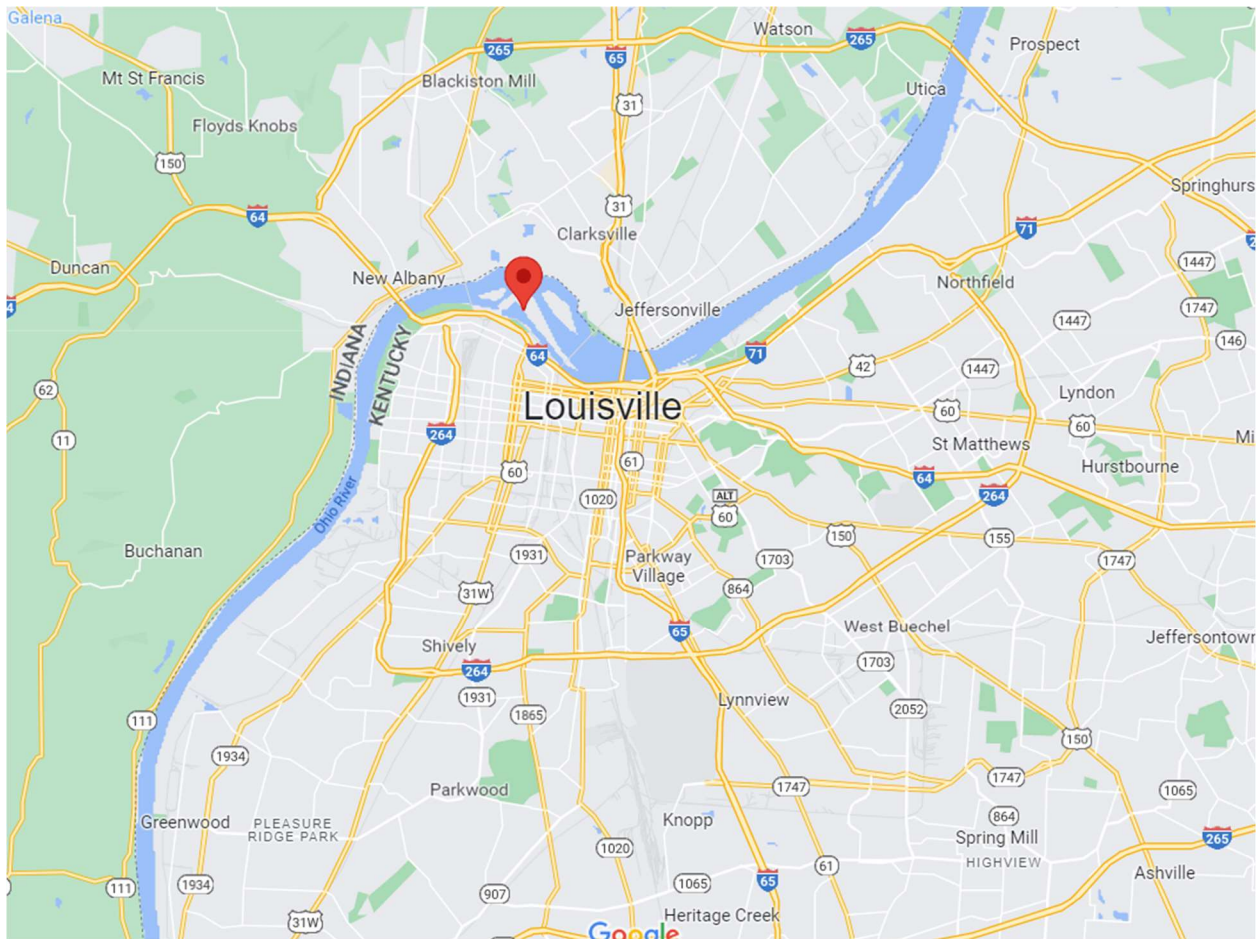 Galena
Watson
265
65
265
Prospect
Mt St Francis
Blackiston Mill
Utica
31
Floyds Knobs
150
Springhurs
31
64
71
Clarksville
Duncan
New Albany
1447
Northfield
Jeffersonville
1747
INDIANA
KENTUCKY
1447
64
71
42
146
1447
62
Lyndon
Louisville
60
60
11
264
St Matthews
Mi
61
Hurstbourne
60
64
264
1020
ALT
60
Ohio River
150
155
Buchanan
1931
Parkway
Village
1703
1747
864
31W
65
West Buechel
Shively
Jeffersontown
1703
264
1931
Lynnview
2052
111
1865
150
1934
1747
1747
Parkwood
1065
Greenwood
PLEASURE
RIDGE PARK
Knopp
864
Spring Mill
HIGHVIEW
265
1020
61
Ashville
111
1934
907
1065
65
31W
Heritage Creek
Google